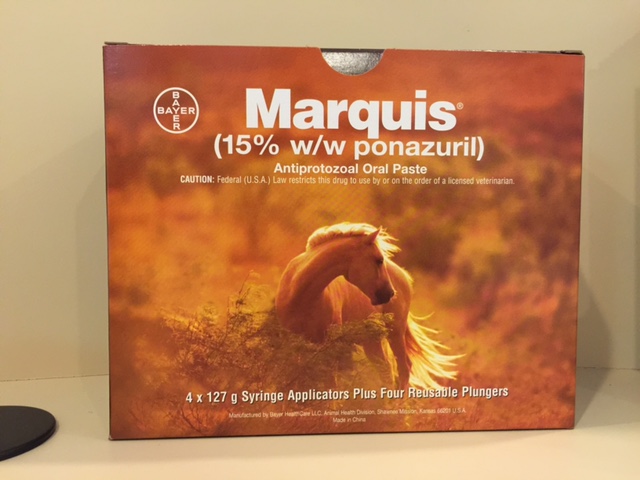 BAYER
BAYER
Marquis®
(15% w/w ponazuril)
Antiprotozoal Oral Paste
CAUTION: Federal (U.S.A.) Law restricts this drug to use by or on the order of a licensed veterinarian.
4 x 127 g Syringe Applicators Plus Four Reusable Plungers
Manufactured by Bayer HealthCare LLC, Animal Health Division, Shawnee Mission, Kansas 66201 U.S.A.
Made in China